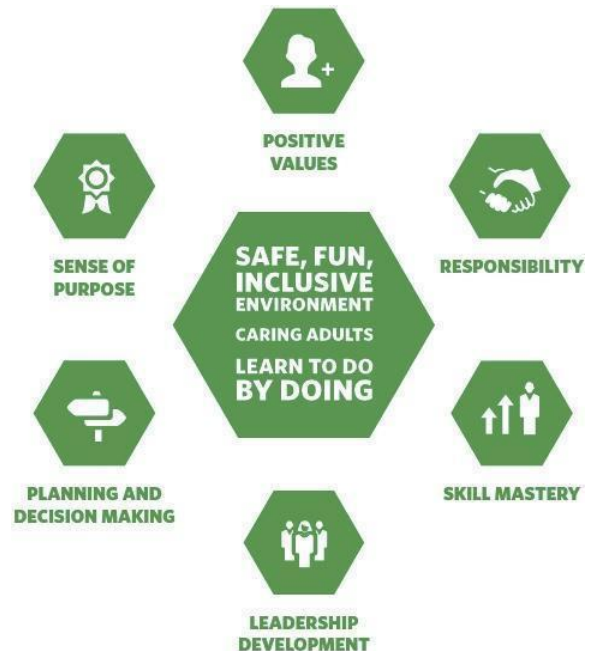 POSITIVE
VALUES
SENSE OF
PURPOSE
RESPONSIBILITY
SAFE, FUN,
INCLUSIVE
ENVIRONMENT
CARING ADULTS
LEARN TO DO
BY DOING
PLANNING AND
DECISION MAKING
SKILL MASTERY
LEADERSHIP
DEVELOPMENT